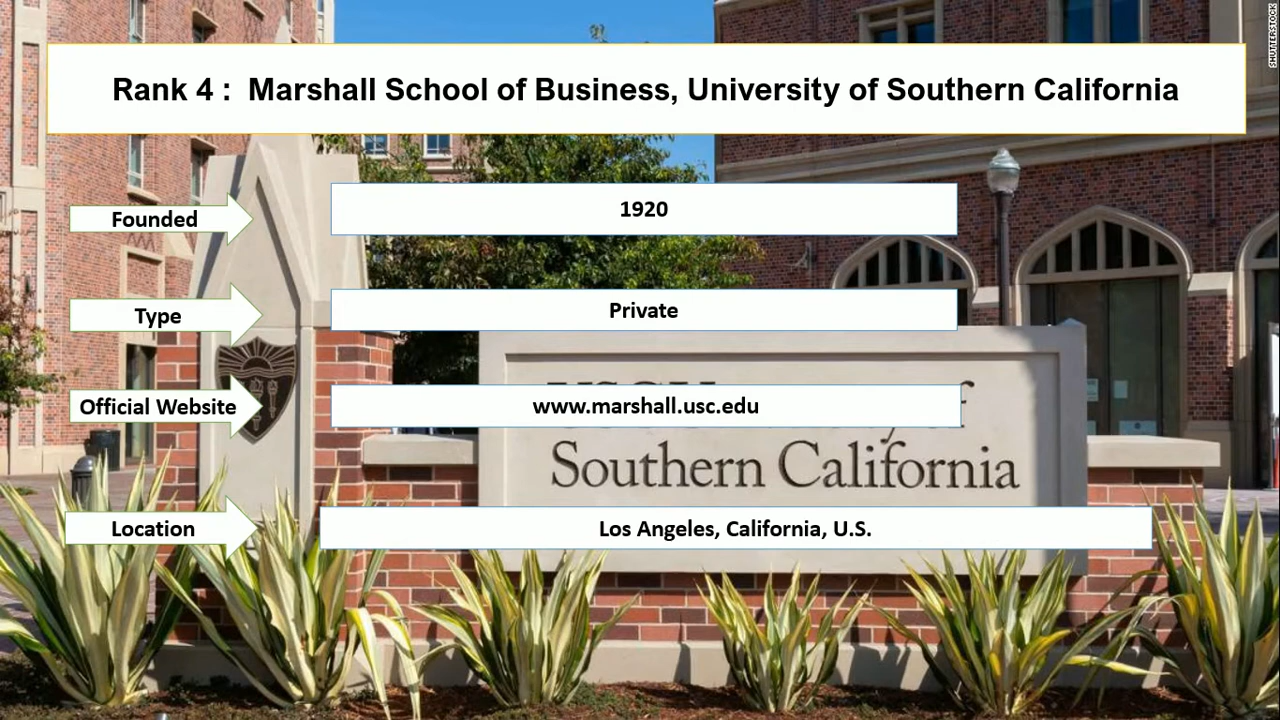 SHUTTERSTOCK
Rank 4 : Marshall School of Business, University of Southern California
Founded
1920
Type
Private
Official Website
www.marshall.usc.edu
Southern California
Location
Los Angeles, California, U.S.